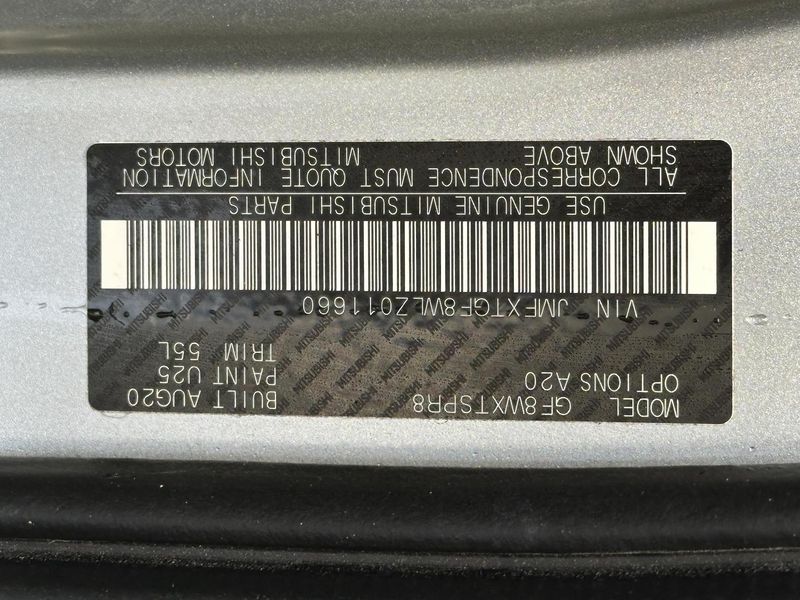 MODEL GF8WXTSPR8 BUILT AUG20
OPTIONS A20 PAINT U25
TRIM 55L
VIN JMFXTGF8WLZ011660
USE GENUINE MITSUBISHI PARTS
ALL CORRESPONDENCE MUST QUOTE INFORMATION
SHOWN ABOVE MITSUBISHI MOTORS